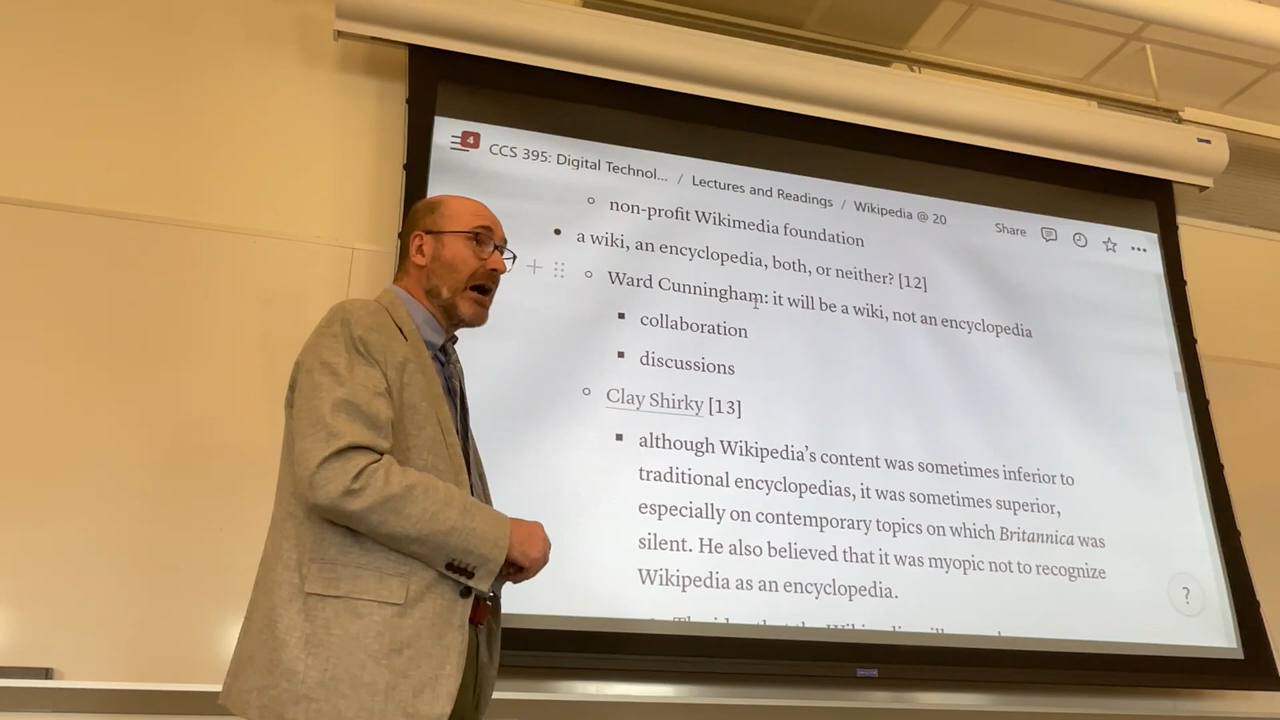 4
CCS 395: Digital Technol... / Lectures and Readings / Wikipedia @ 20
Share
non-profit Wikimedia foundation
a wiki, an encyclopedia, both, or neither? [12]
Ward Cunningham: it will be a wiki, not an encyclopedia
collaboration
discussions
Clay Shirky [13]
although Wikipedia's content was sometimes inferior to
traditional encyclopedias, it was sometimes superior,
especially on contemporary topics on which Britannica was
silent. He also believed that it was myopic not to recognize
Wikipedia as an encyclopedia.
?